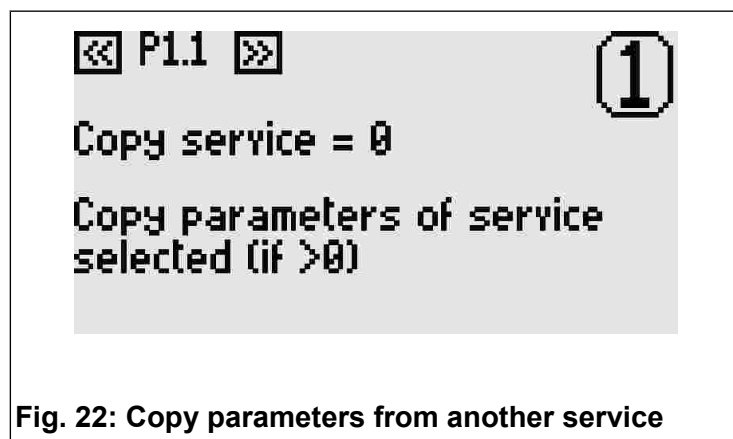 « P1.1 »
1
Copy service = 0
Copy parameters of service
selected (if >0)
Fig. 22: Copy parameters from another service